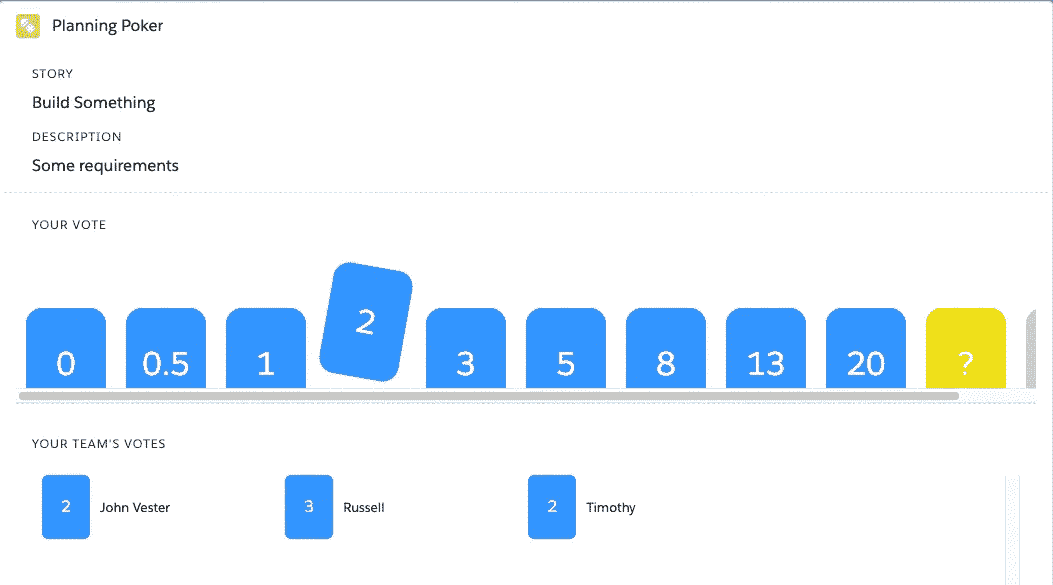 Planning Poker
STORY
Build Something
DESCRIPTION
Some requirements
YOUR VOTE
0 0.5 1 2 3 5 8 13 20 ?
YOUR TEAM'S VOTES
2 John Vester 3 Russell 2 Timothy